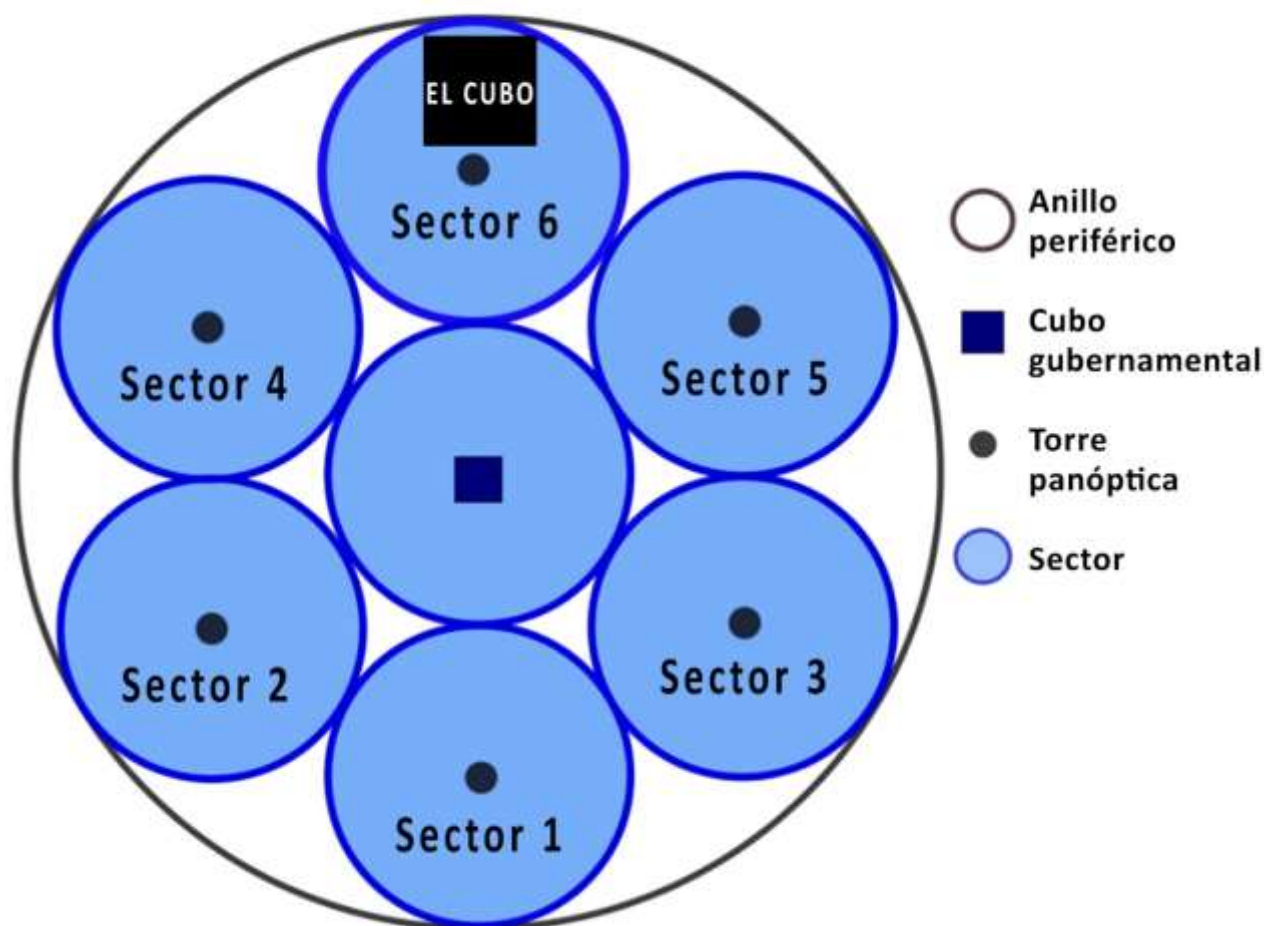 EL CUBO
Sector 6
Sector 4
Sector 5
Sector 2
Sector 3
Sector 1
Anillo
periférico
Cubo
gubernamental
Torre
panóptica
Sector